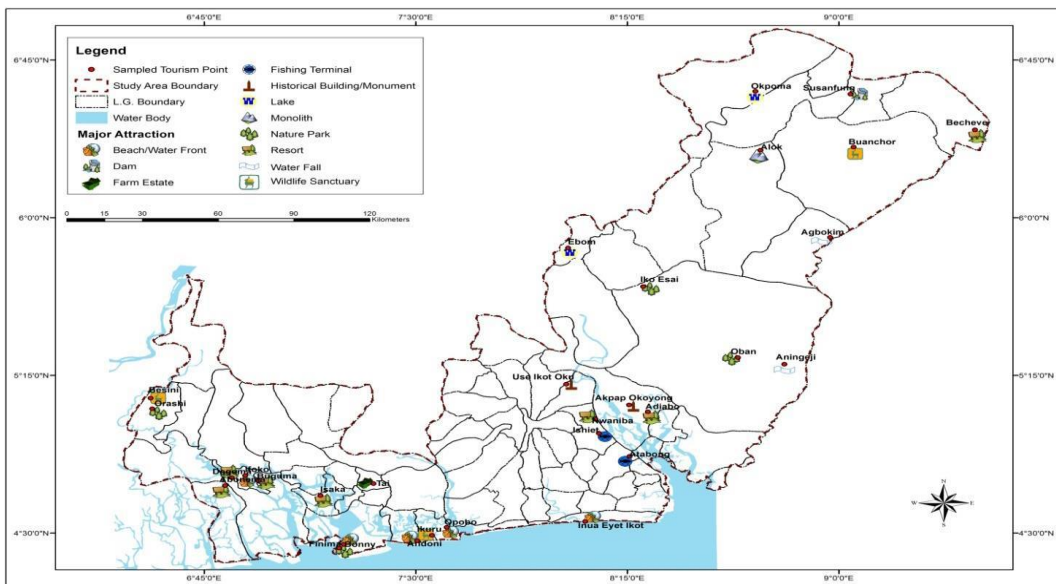 6°45'0"E 7°30'0"E 8°15'0"E 9°0'0"E
6°45'0"N 6°45'0"N
6°0'0"N 6°0'0"N
5°15'0"N 5°15'0"N
4°30'0"N 4°30'0"N
Legend
Sampled Tourism Point
Study Area Boundary
L.G. Boundary
Water Body
Major Attraction
Beach/Water Front
Dam
Farm Estate
Fishing Terminal
Historical Building/Monument
Lake
Monolith
Nature Park
Resort
Water Fall
Wildlife Sanctuary
0 15 30 60 90 120
Kilometers
Okpoma
Susanfung
Becheve
Buanchor
Alok
Agbokim
Ebom
Iko Esai
Oban
Aningeji
Use Ikot Oku
Akpap Okoyong
Adiabo
Nwaniba
Ishiet
Atabong
Besini
Orashi
Buguma
Isaka
Tai
Opobo
Ikuru
Andoni
Finima
Bonny
Inua Eyet Ikot
N
W E
S
6°45'0"E 7°30'0"E 8°15'0"E 9°0'0"E